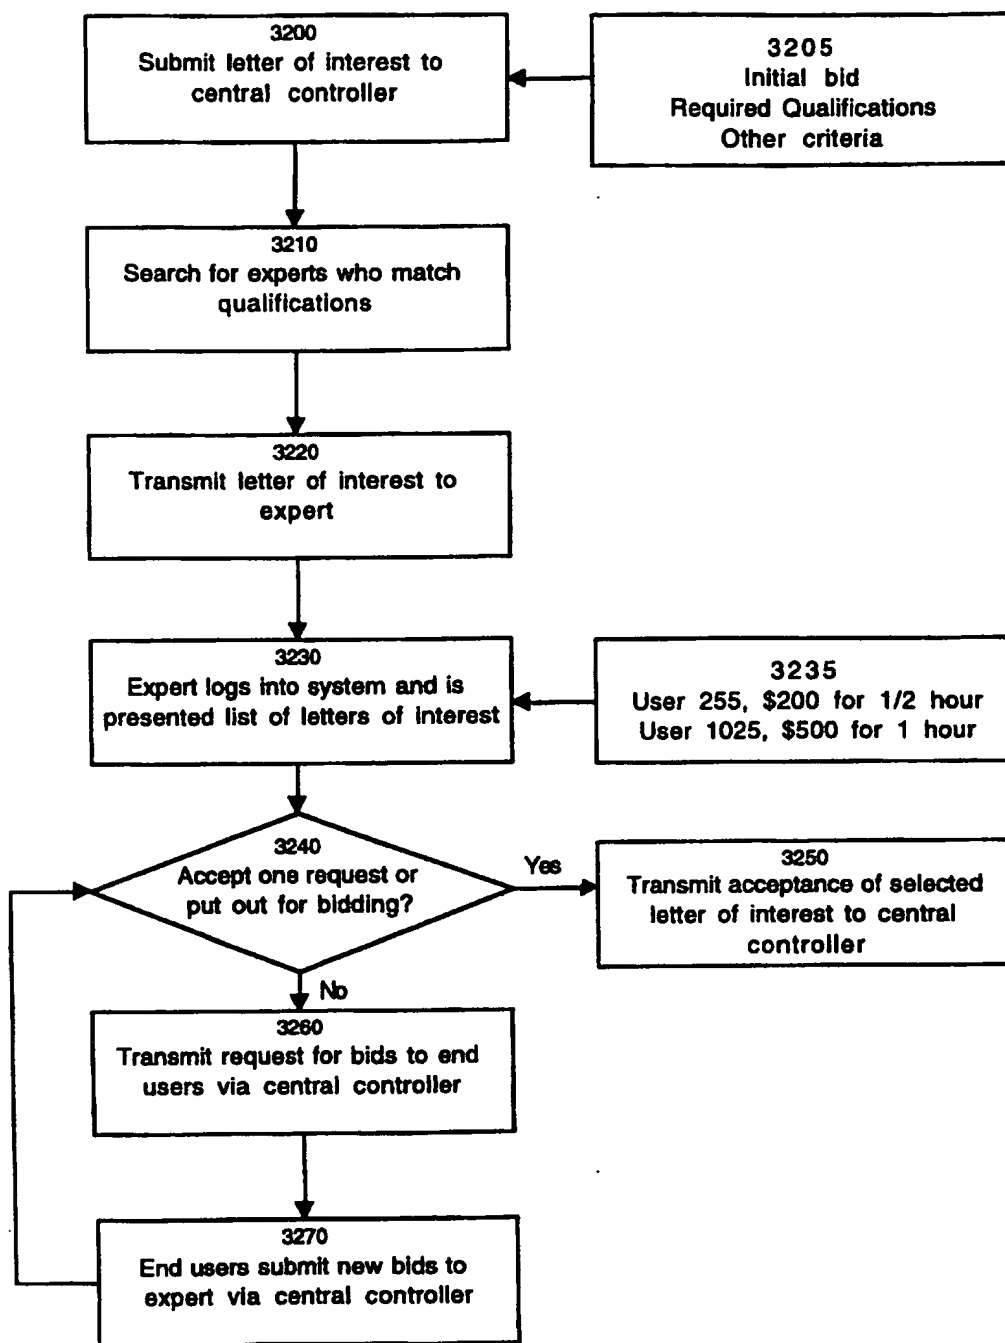 3200
Submit letter of interest to
central controller
3205
Initial bid
Required Qualifications
Other criteria
3210
Search for experts who match
qualifications
3220
Transmit letter of interest to
expert
3230
Expert logs into system and is
presented list of letters of interest
3235
User 255, $200 for 1/2 hour
User 1025, $500 for 1 hour
3240
Accept one request or
put out for bidding?
Yes
3250
Transmit acceptance of selected
letter of interest to central
controller
No
3260
Transmit request for bids to end
users via central controller
3270
End users submit new bids to
expert via central controller